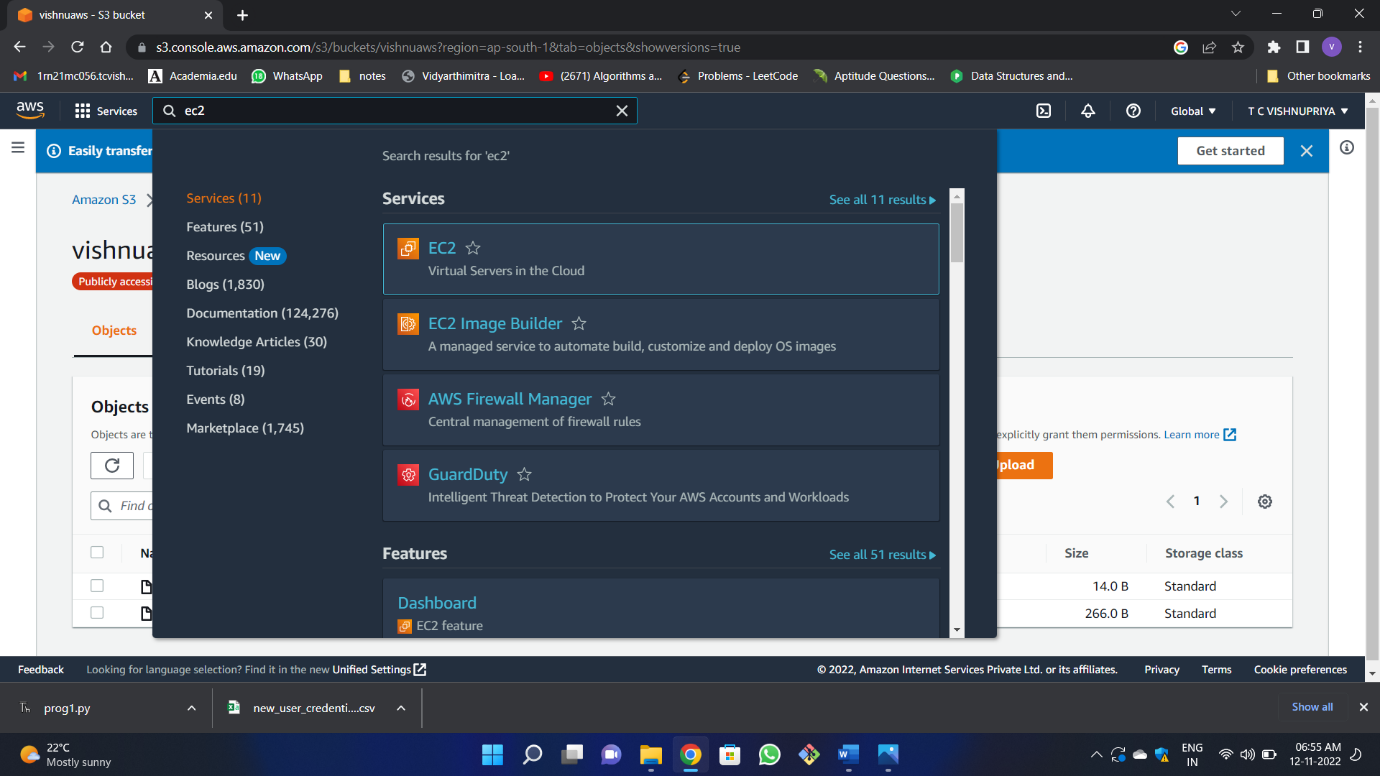 vishnuaws - S3 bucket
s3.console.aws.amazon.com/s3/buckets/vishnuaws?region=ap-south-1&tab=objects&showversions=true
V
1rn21mc056.tcvish...
Academia.edu
WhatsApp
notes
Vidyarthimitra - Loa...
(2671) Algorithms a...
Problems - LeetCode
Aptitude Questions...
Data Structures and...
Other bookmarks
aws
Services
ec2
Global
T C VISHNUPRIYA
Easily transfer
Get started
Search results for 'ec2'
Amazon S3
Services (11)
Features (51)
Resources New
Blogs (1,830)
Documentation (124,276)
Knowledge Articles (30)
Tutorials (19)
Events (8)
Marketplace (1,745)
Services
See all 11 results
EC2
Virtual Servers in the Cloud
EC2 Image Builder
A managed service to automate build, customize and deploy OS images
AWS Firewall Manager
Central management of firewall rules
GuardDuty
Intelligent Threat Detection to Protect Your AWS Accounts and Workloads
Features
See all 51 results
Dashboard
EC2 feature
vishnua
Publicly accessi
Objects
Objects
Objects are t
explicitly grant them permissions. Learn more
Upload
Find o
1
Na
Size
Storage class
14.0 B
Standard
266.0 B
Standard
Feedback
Looking for language selection? Find it in the new Unified Settings
© 2022, Amazon Internet Services Private Ltd. or its affiliates.
Privacy
Terms
Cookie preferences
prog1.py
new_user_credenti....csv
Show all
22°C
Mostly sunny
ENG
IN
06:55 AM
12-11-2022